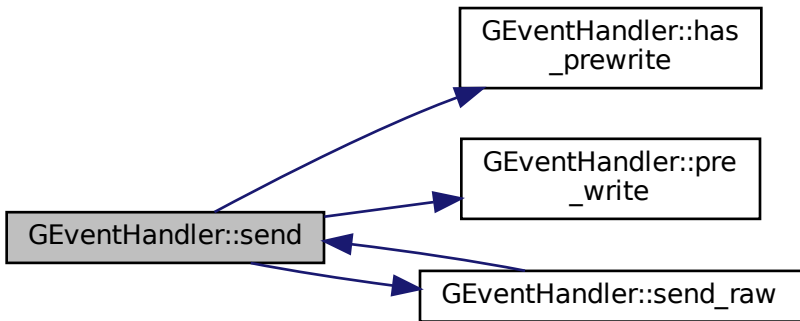 GEventHandler::has
_prewrite
GEventHandler::pre
_write
GEventHandler::send
GEventHandler::send_raw